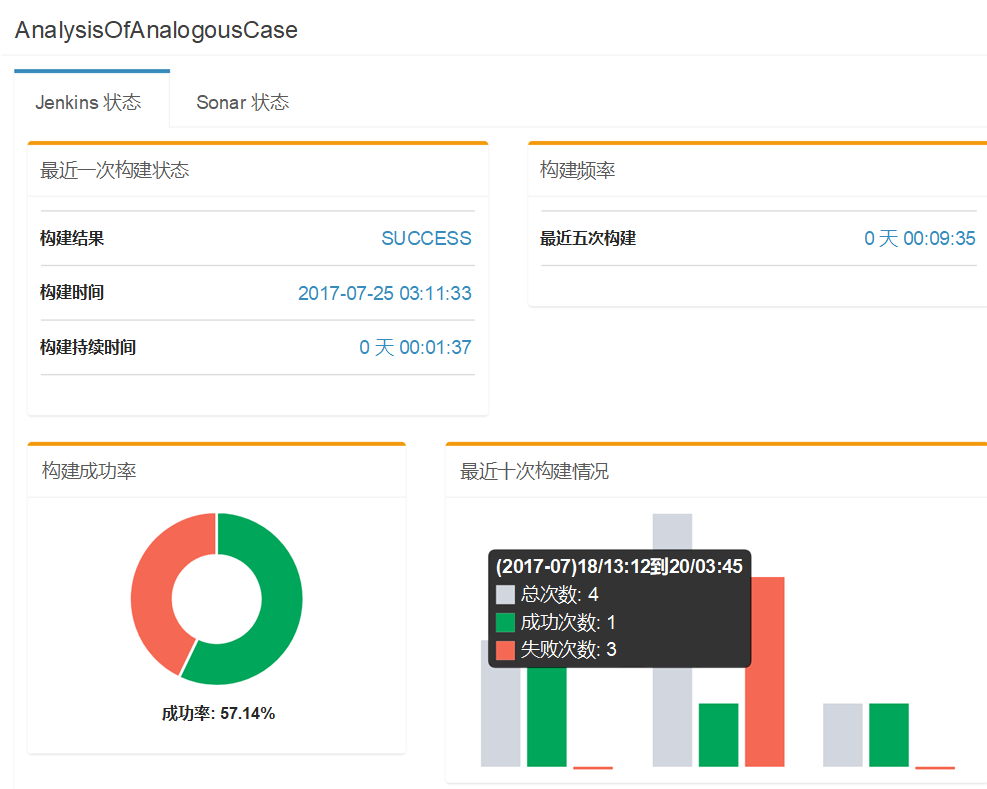 AnalysisOfAnalogousCase
Jenkins 状态
Sonar 状态
最近一次构建状态
构建结果 SUCCESS
构建时间 2017-07-25 03:11:33
构建持续时间 0 天 00:01:37
构建频率
最近五次构建 0 天 00:09:35
构建成功率
成功率: 57.14%
最近十次构建情况
(2017-07)18/13:12到20/03:45
总次数: 4
成功次数: 1
失败次数: 3